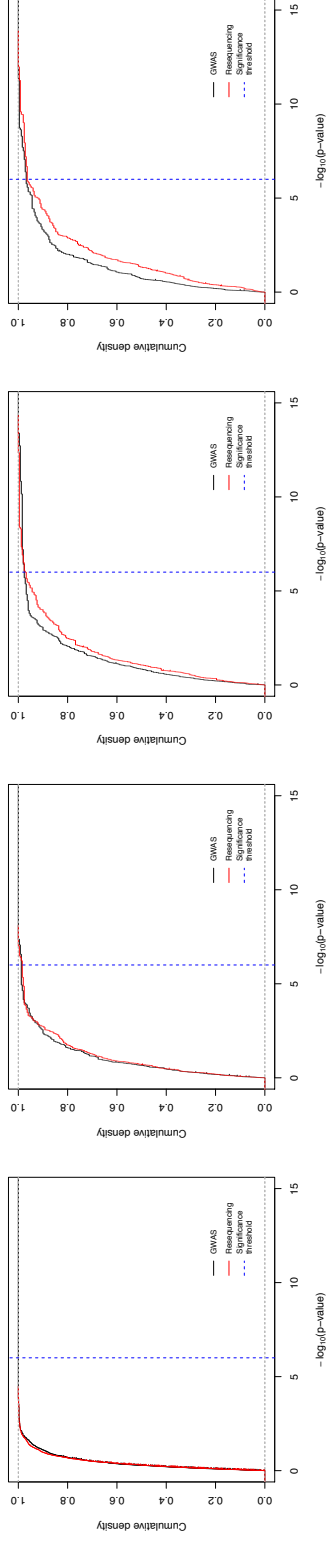 1.0
0.8
0.6
0.4
0.2
0.0
Cumulative density
GWAS
Resequencing
Significance
threshold
0 5 10 15
−log₁₀(p−value)
1.0
0.8
0.6
0.4
0.2
0.0
Cumulative density
GWAS
Resequencing
Significance
threshold
0 5 10 15
−log₁₀(p−value)
1.0
0.8
0.6
0.4
0.2
0.0
Cumulative density
GWAS
Resequencing
Significance
threshold
0 5 10 15
−log₁₀(p−value)
1.0
0.8
0.6
0.4
0.2
0.0
Cumulative density
GWAS
Resequencing
Significance
threshold
0 5 10 15
−log₁₀(p−value)